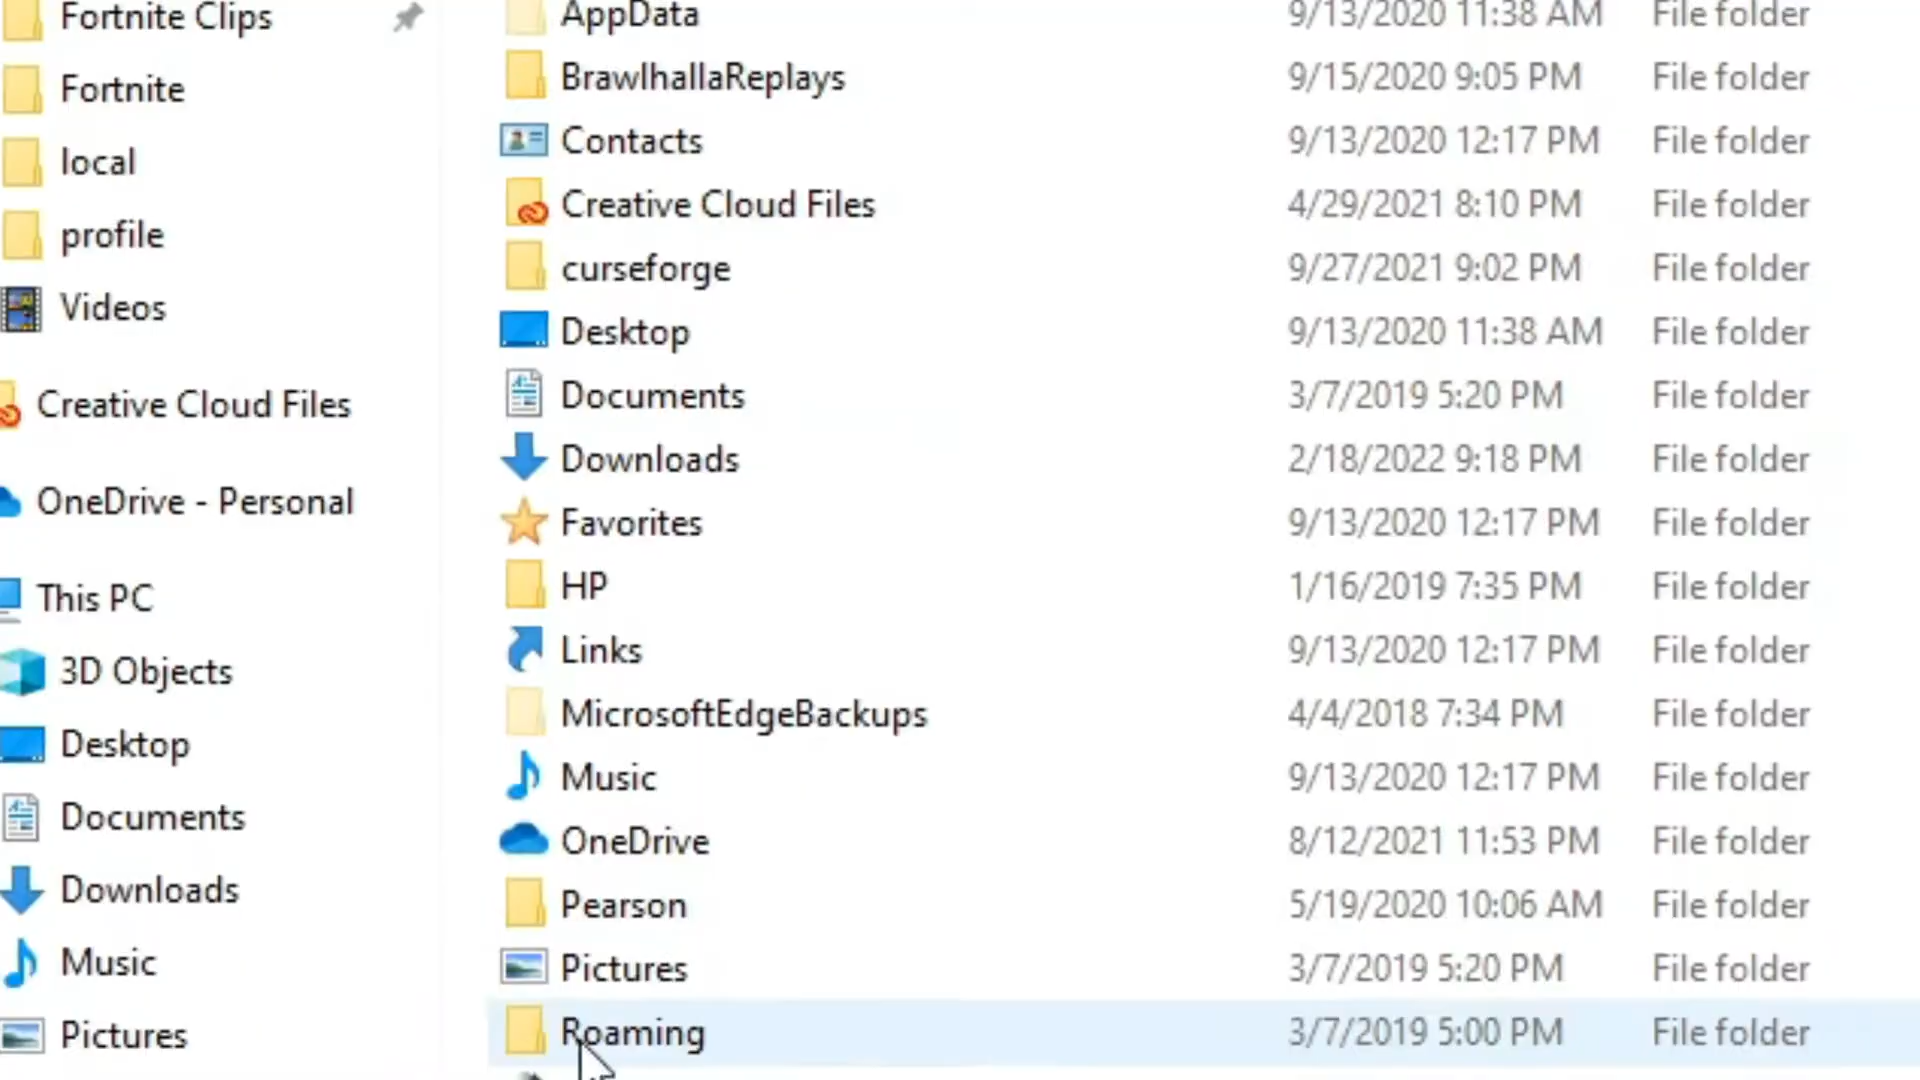 Fortnite Clips
Fortnite
local
profile
Videos
Creative Cloud Files
OneDrive - Personal
This PC
3D Objects
Desktop
Documents
Downloads
Music
Pictures
AppData 9/13/2020 11:38 AM File folder
BrawlhallaReplays 9/15/2020 9:05 PM File folder
Contacts 9/13/2020 12:17 PM File folder
Creative Cloud Files 4/29/2021 8:10 PM File folder
curseforge 9/27/2021 9:02 PM File folder
Desktop 9/13/2020 11:38 AM File folder
Documents 3/7/2019 5:20 PM File folder
Downloads 2/18/2022 9:18 PM File folder
Favorites 9/13/2020 12:17 PM File folder
HP 1/16/2019 7:35 PM File folder
Links 9/13/2020 12:17 PM File folder
MicrosoftEdgeBackups 4/4/2018 7:34 PM File folder
Music 9/13/2020 12:17 PM File folder
OneDrive 8/12/2021 11:53 PM File folder
Pearson 5/19/2020 10:06 AM File folder
Pictures 3/7/2019 5:20 PM File folder
Roaming 3/7/2019 5:00 PM File folder